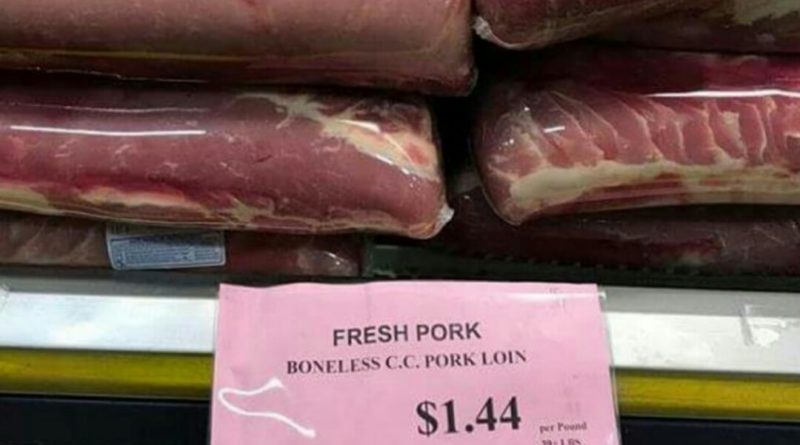 FRESH PORK
BONELESS C.C. PORK LOIN
$1.44 per Pound